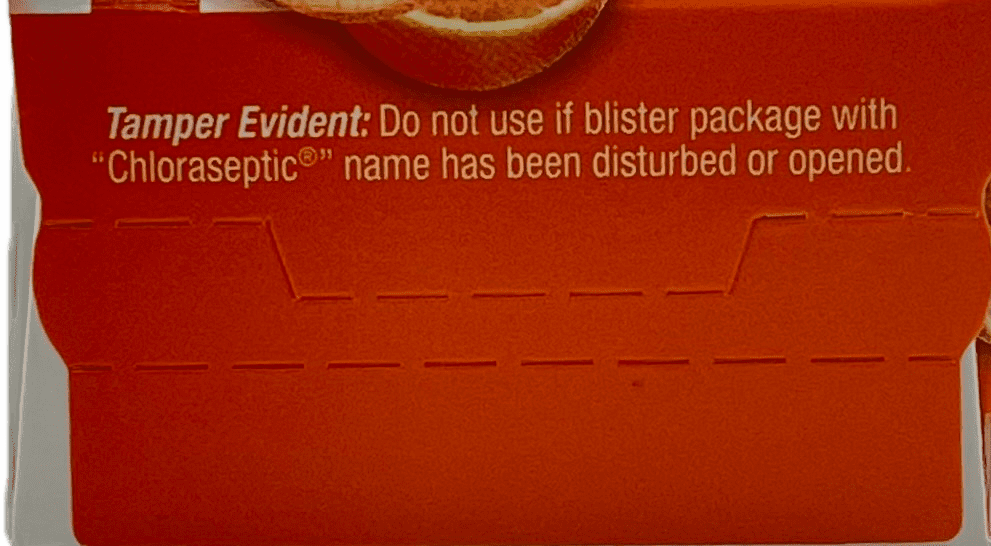 Tamper Evident: Do not use if blister package with
“Chloraseptic®” name has been disturbed or opened.